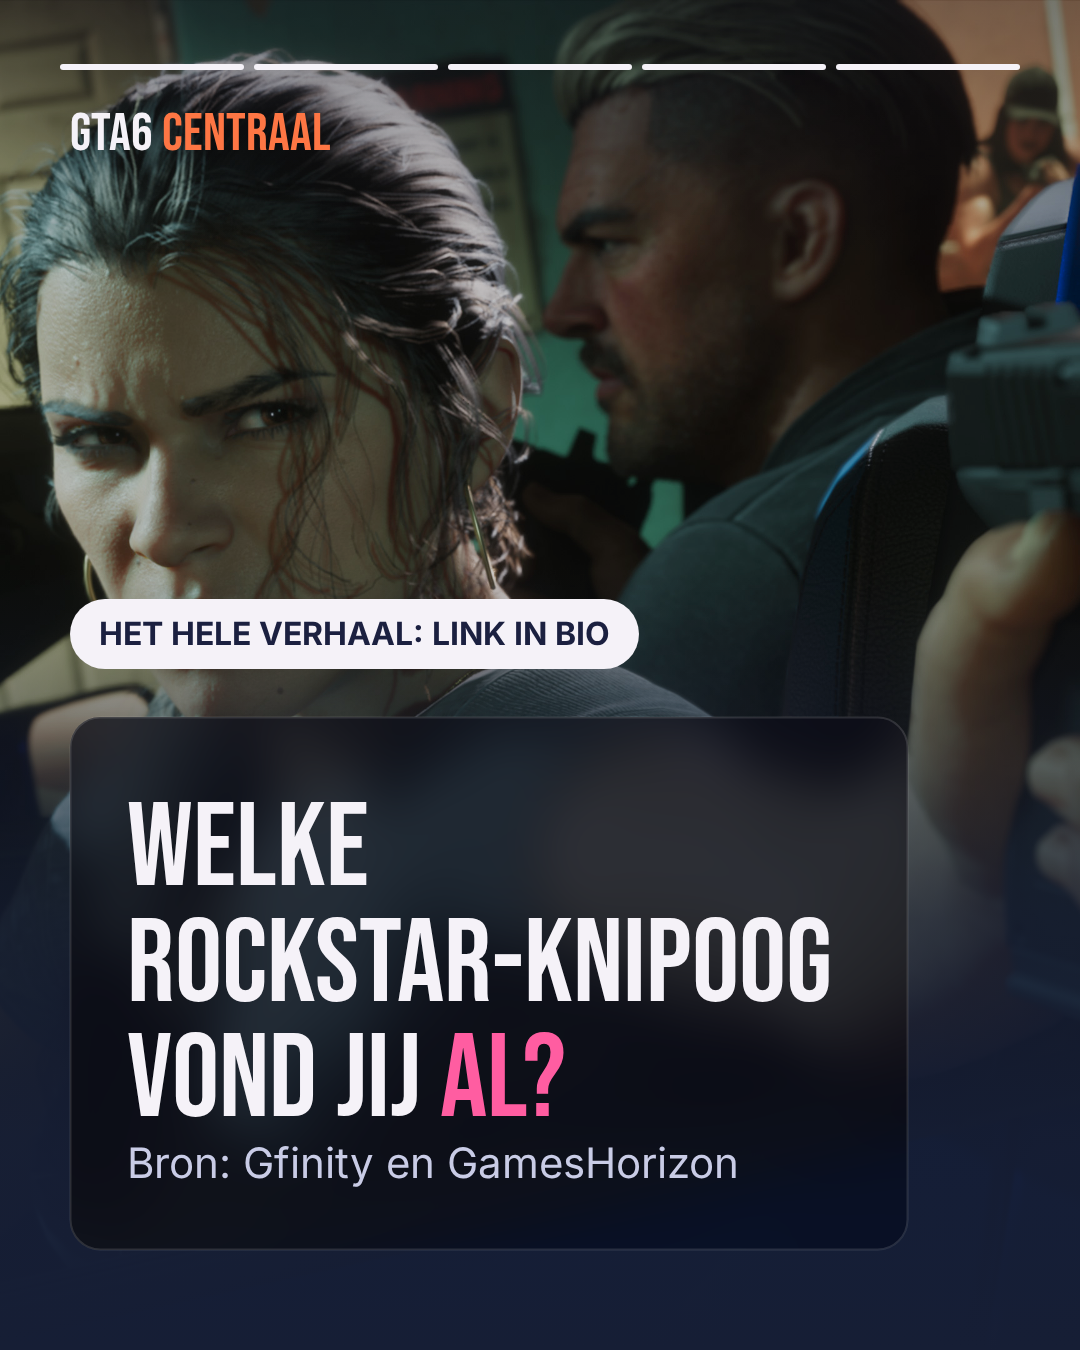 GTA6 CENTRAAL
HET HELE VERHAAL: LINK IN BIO
WELKE
ROCKSTAR-KNIPOOG
VOND JIJ AL?
Bron: Gfinity en GamesHorizon